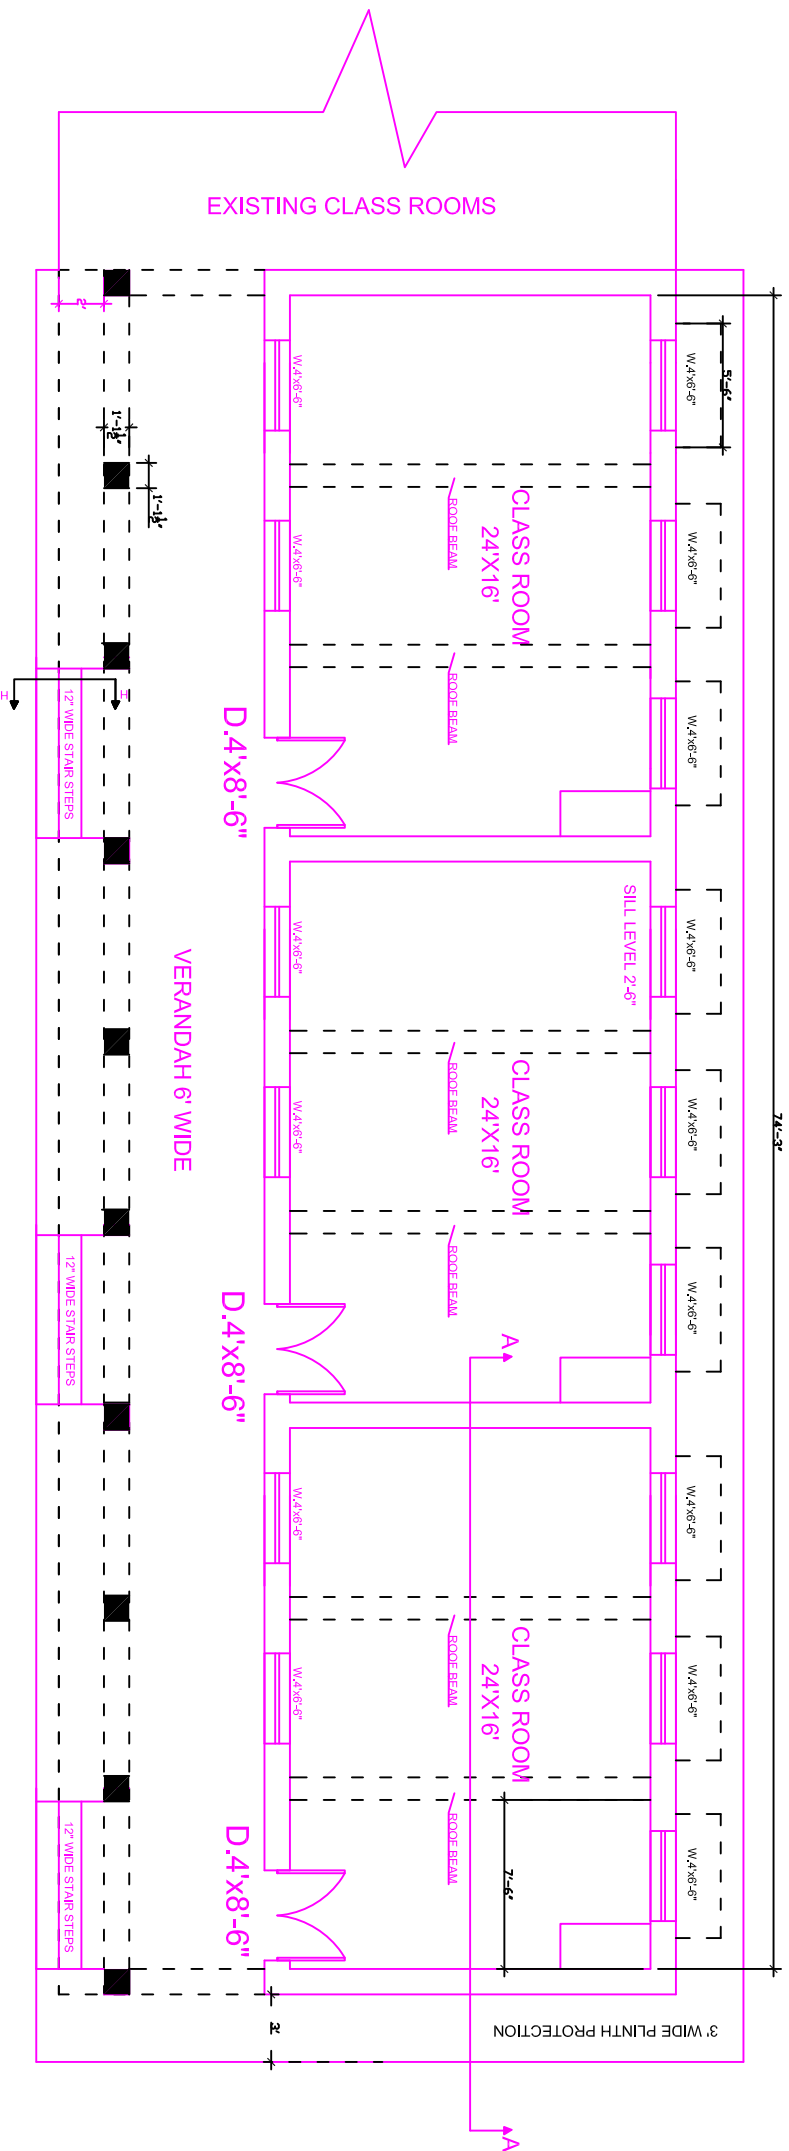 EXISTING CLASS ROOMS
2'
1'-1½"
1'-1½"
W.4'x6'-6"
W.4'x6'-6"
5'-6"
CLASS ROOM
24'X16'
ROOF BEAM
W.4'x6'-6"
W.4'x6'-6"
ROOF BEAM
W.4'x6'-6"
H
H
12" WIDE STAIR STEPS
D.4'x8'-6"
SILL LEVEL 2'-6"
W.4'x6'-6"
W.4'x6'-6"
VERANDAH 6' WIDE
CLASS ROOM
24'X16'
ROOF BEAM
W.4'x6'-6"
W.4'x6'-6"
74'-3"
ROOF BEAM
W.4'x6'-6"
12" WIDE STAIR STEPS
D.4'x8'-6"
A
W.4'x6'-6"
W.4'x6'-6"
CLASS ROOM
24'X16'
ROOF BEAM
W.4'x6'-6"
W.4'x6'-6"
ROOF BEAM
W.4'x6'-6"
7'-6"
12" WIDE STAIR STEPS
D.4'x8'-6"
3'
3' WIDE PLINTH PROTECTION
A